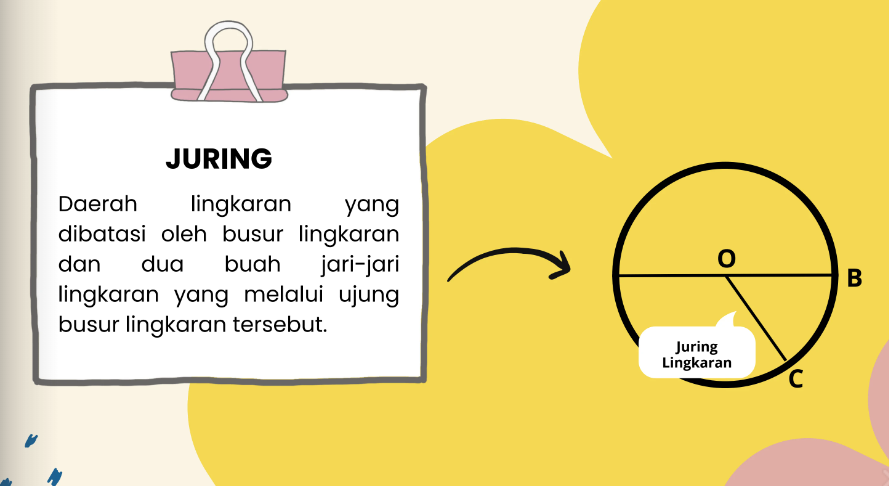 JURING
Daerah lingkaran yang
dibatasi oleh busur lingkaran
dan dua buah jari-jari
lingkaran yang melalui ujung
busur lingkaran tersebut.
O
B
Juring
Lingkaran
C